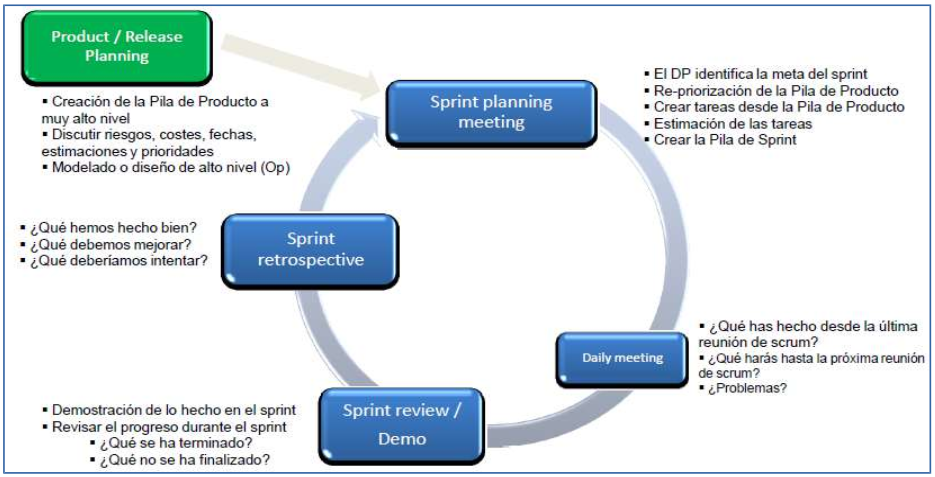 Product / Release
Planning
▪ Creación de la Pila de Producto a
muy alto nivel
▪ Discutir riesgos, costes, fechas,
estimaciones y prioridades
▪ Modelado o diseño de alto nivel (Op)
Sprint planning
meeting
▪ El DP identifica la meta del sprint
▪ Re-priorización de la Pila de Producto
▪ Crear tareas desde la Pila de Producto
▪ Estimación de las tareas
▪ Crear la Pila de Sprint
Daily meeting
▪ ¿Qué has hecho desde la última
reunión de scrum?
▪ ¿Qué harás hasta la próxima reunión
de scrum?
▪ ¿Problemas?
Sprint review /
Demo
▪ Demostración de lo hecho en el sprint
▪ Revisar el progreso durante el sprint
▪ ¿Qué se ha terminado?
▪ ¿Qué no se ha finalizado?
Sprint
retrospective
▪ ¿Qué hemos hecho bien?
▪ ¿Qué debemos mejorar?
▪ ¿Qué deberíamos intentar?